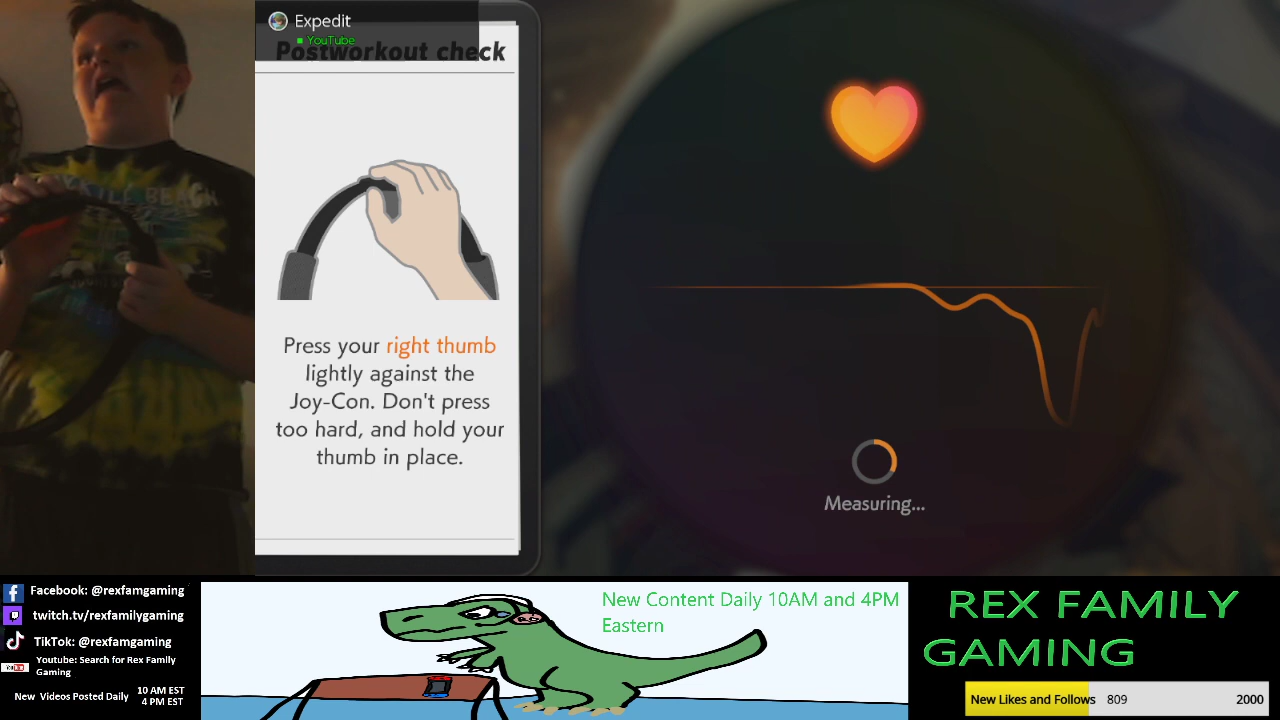 Expedit
YouTube
Postworkout check
Press your right thumb
lightly against the
Joy-Con. Don't press
too hard, and hold your
thumb in place.
Measuring...
Facebook: @rexfamgaming
twitch.tv/rexfamilygaming
TikTok: @rexfamgaming
Youtube: Search for Rex Family
Gaming
New Videos Posted Daily
10 AM EST
4 PM EST
New Content Daily 10AM and 4PM
Eastern
REX FAMILY
GAMING
New Likes and Follows 809 2000